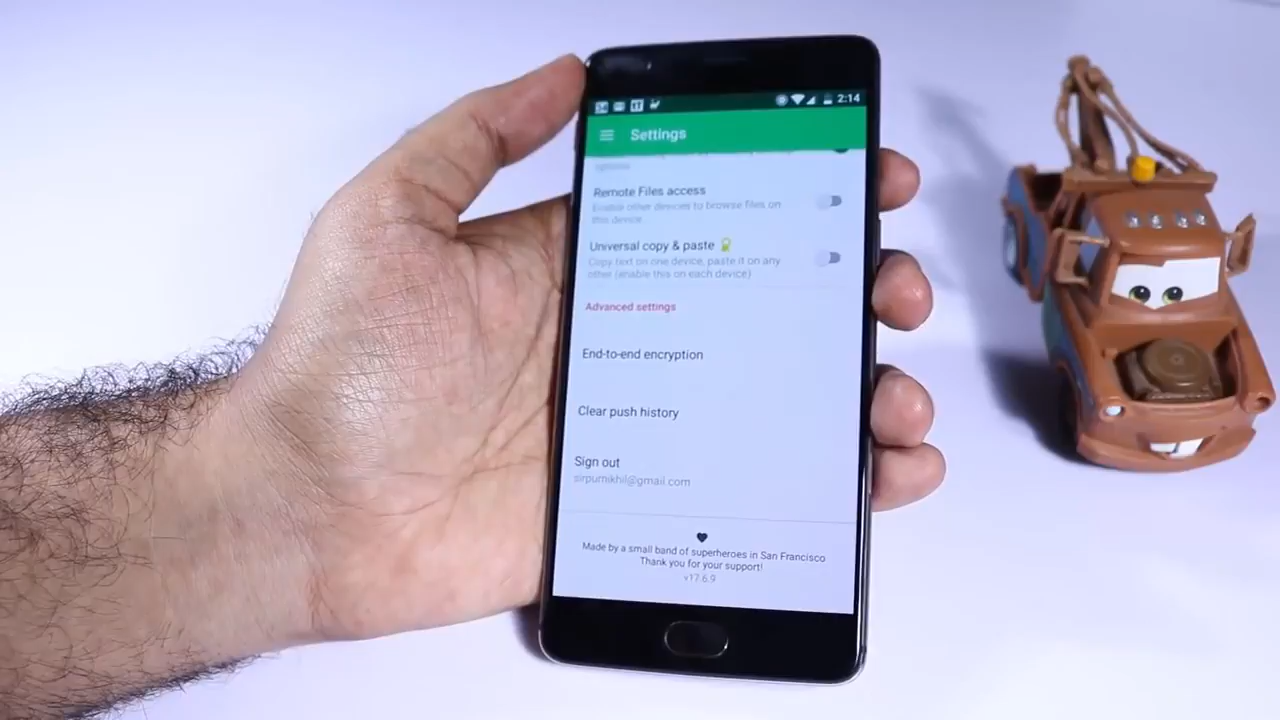 2:14
Settings
Remote Files access
Enable other devices to browse files on
this device
Universal copy & paste
Copy text on one device, paste it on any
other (enable this on each device)
Advanced settings
End-to-end encryption
Clear push history
Sign out
sirpurnikhil@gmail.com
Made by a small band of superheroes in San Francisco
Thank you for your support!
v17.6.9